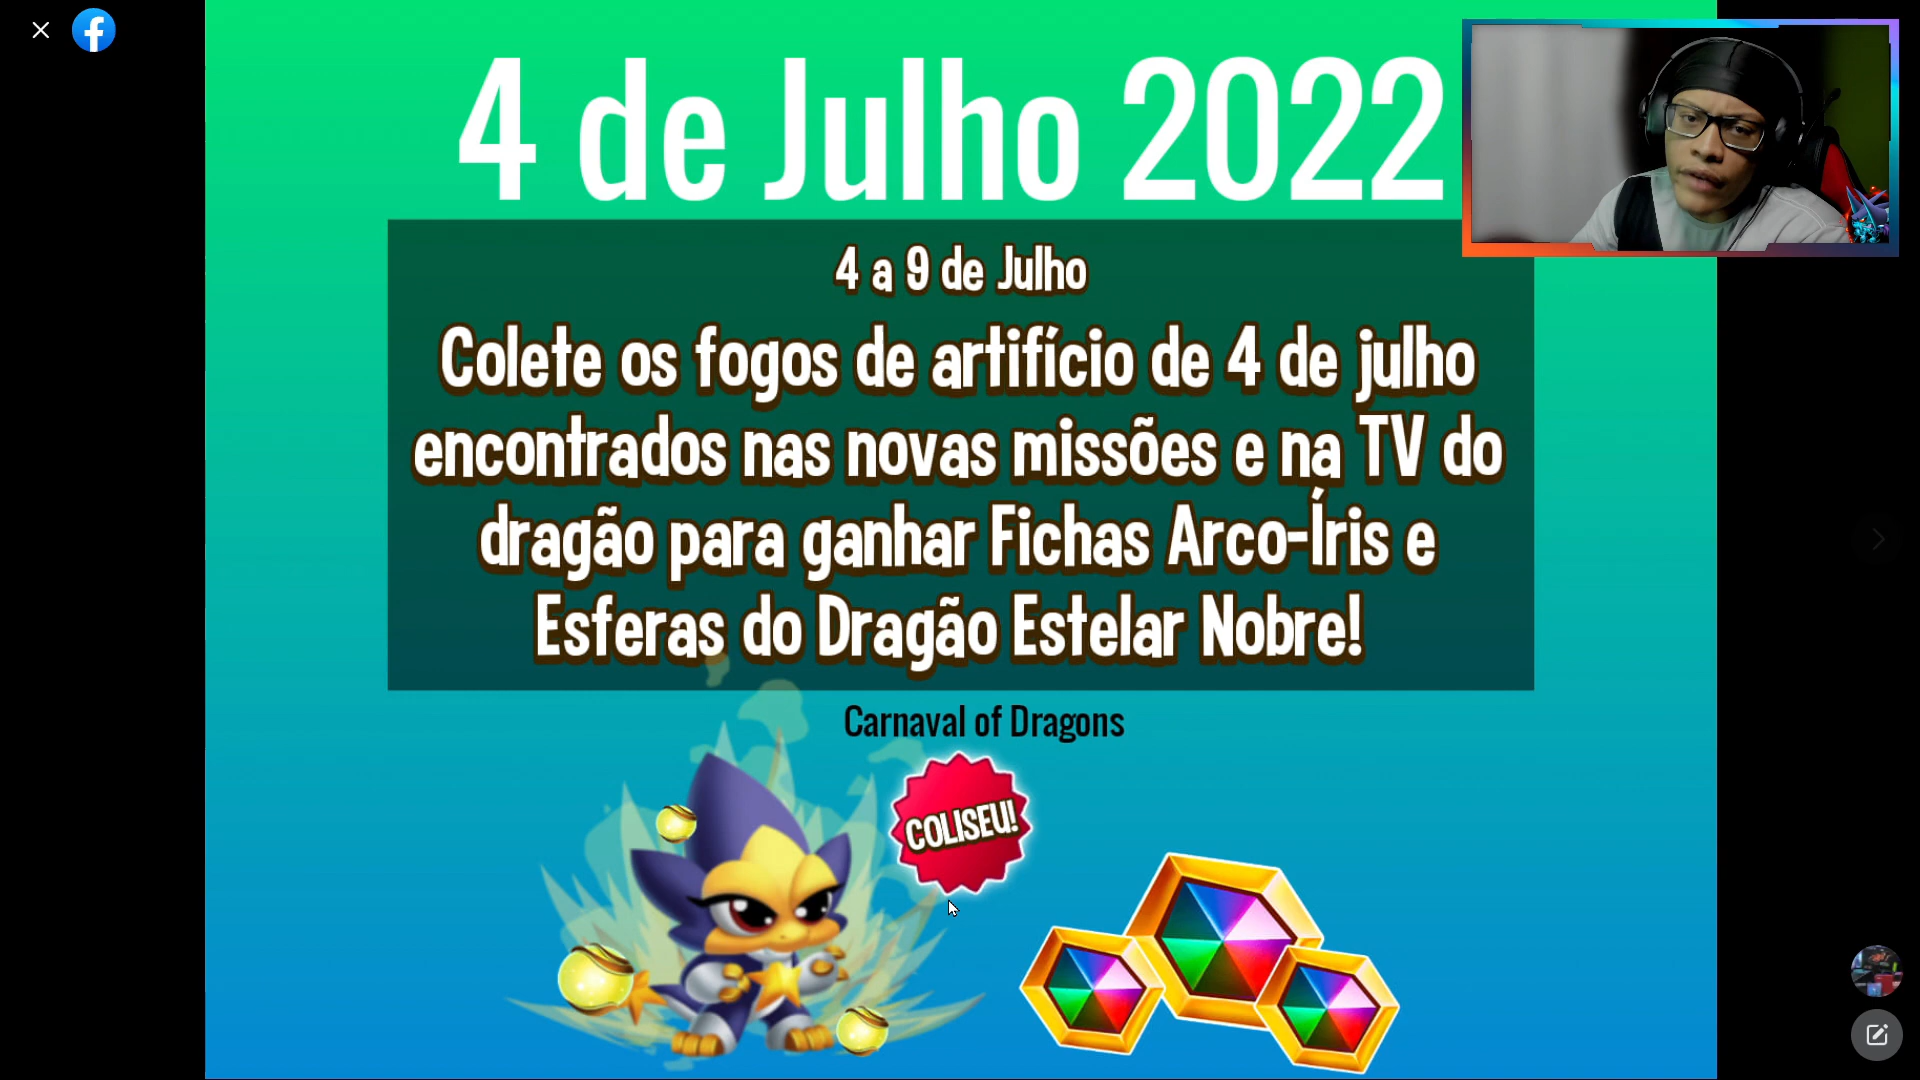 4 de Julho 2022
4 a 9 de Julho
Colete os fogos de artifício de 4 de julho
encontrados nas novas missões e na TV do
dragão para ganhar Fichas Arco-Íris e
Esferas do Dragão Estelar Nobre!
Carnaval of Dragons
COLISEU!